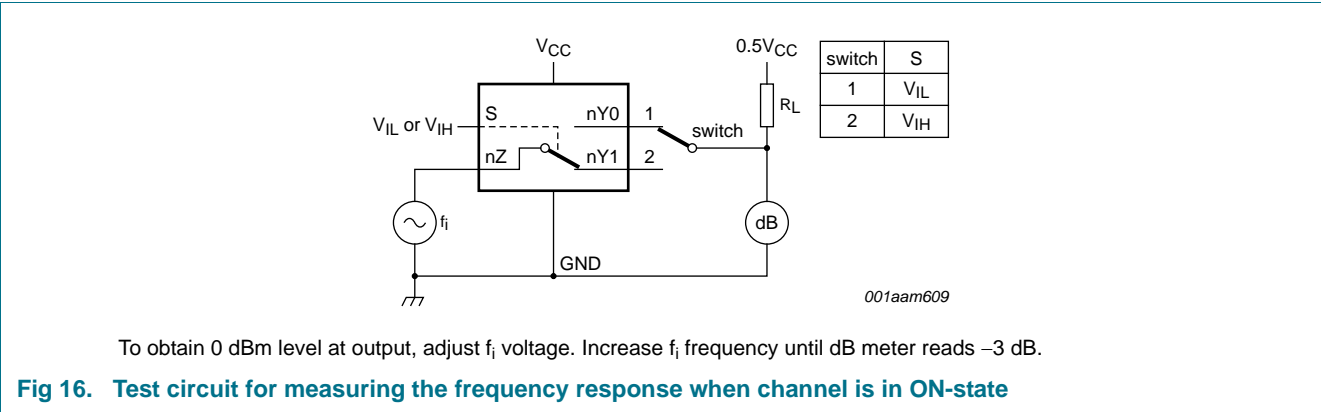 VCC
0.5VCC
switch S
1 VIL
2 VIH
RL
VIL or VIH
S
nY0
1
switch
nZ
nY1
2
fi
dB
GND
001aam609
To obtain 0 dBm level at output, adjust fi voltage. Increase fi frequency until dB meter reads −3 dB.
Fig 16. Test circuit for measuring the frequency response when channel is in ON-state